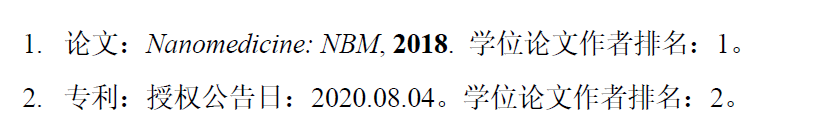 1. 论文：Nanomedicine: NBM, 2018. 学位论文作者排名：1。
2. 专利：授权公告日：2020.08.04。学位论文作者排名：2。